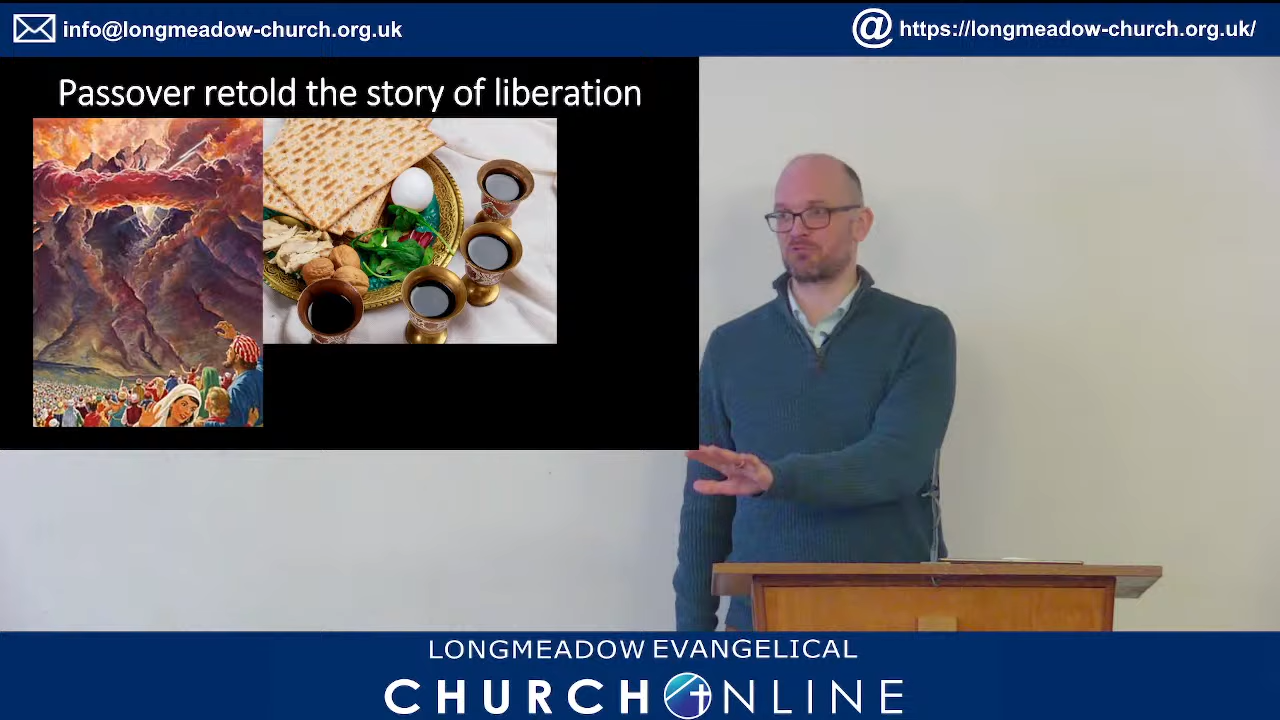 info@longmeadow-church.org.uk
https://longmeadow-church.org.uk/
Passover retold the story of liberation
LONGMEADOW EVANGELICAL
CHURCH ONLINE